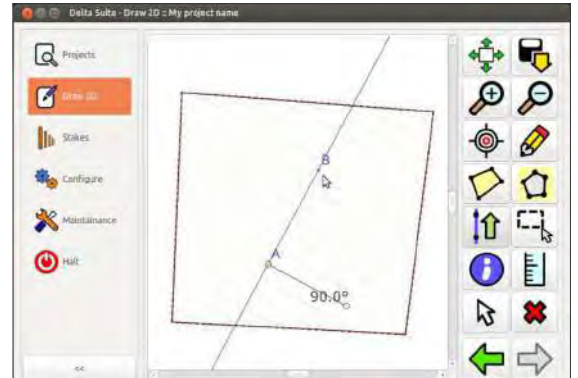 Delta Suite - Draw 2D :: My project name
Projects
Draw 2D
Stakes
Configure
Maintainance
Halt
<<
B
A
90.0°